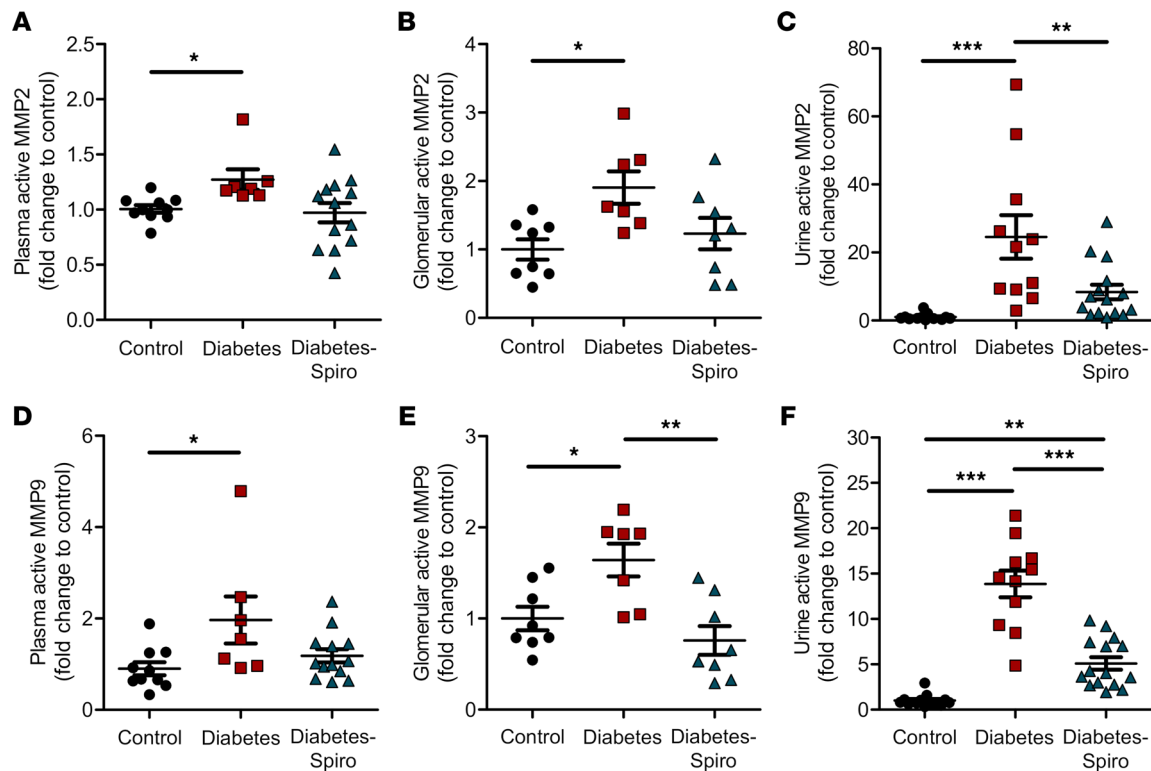 A
Plasma active MMP2
(fold change to control)
2.5
2.0
1.5
1.0
0.5
0.0
*
Control
Diabetes
Diabetes-
Spiro
B
Glomerular active MMP2
(fold change to control)
4
3
2
1
0
*
Control
Diabetes
Diabetes-
Spiro
C
Urine active MMP2
(fold change to control)
80
60
40
20
0
***
**
Control
Diabetes
Diabetes-
Spiro
D
Plasma active MMP9
(fold change to control)
6
4
2
0
*
Control
Diabetes
Diabetes-
Spiro
E
Glomerular active MMP9
(fold change to control)
3
2
1
0
*
**
Control
Diabetes
Diabetes-
Spiro
F
Urine active MMP9
(fold change to control)
30
25
20
15
10
5
0
**
***
***
Control
Diabetes
Diabetes-
Spiro